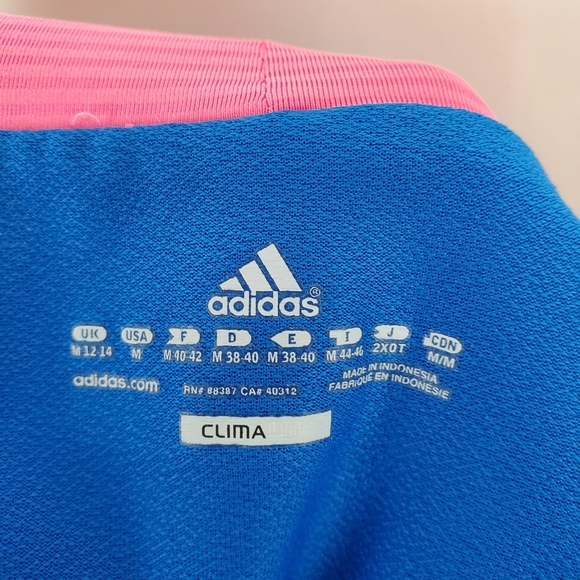 adidas®
UK USA F D E I J CDN
M 12-14 M M 40-42 M 38-40 M 38-40 M 44-46 2XOT M/M
adidas.com RN# 88387 CA# 40312 MADE IN INDONESIA
FABRIQUÉ EN INDONESIE
CLIMA